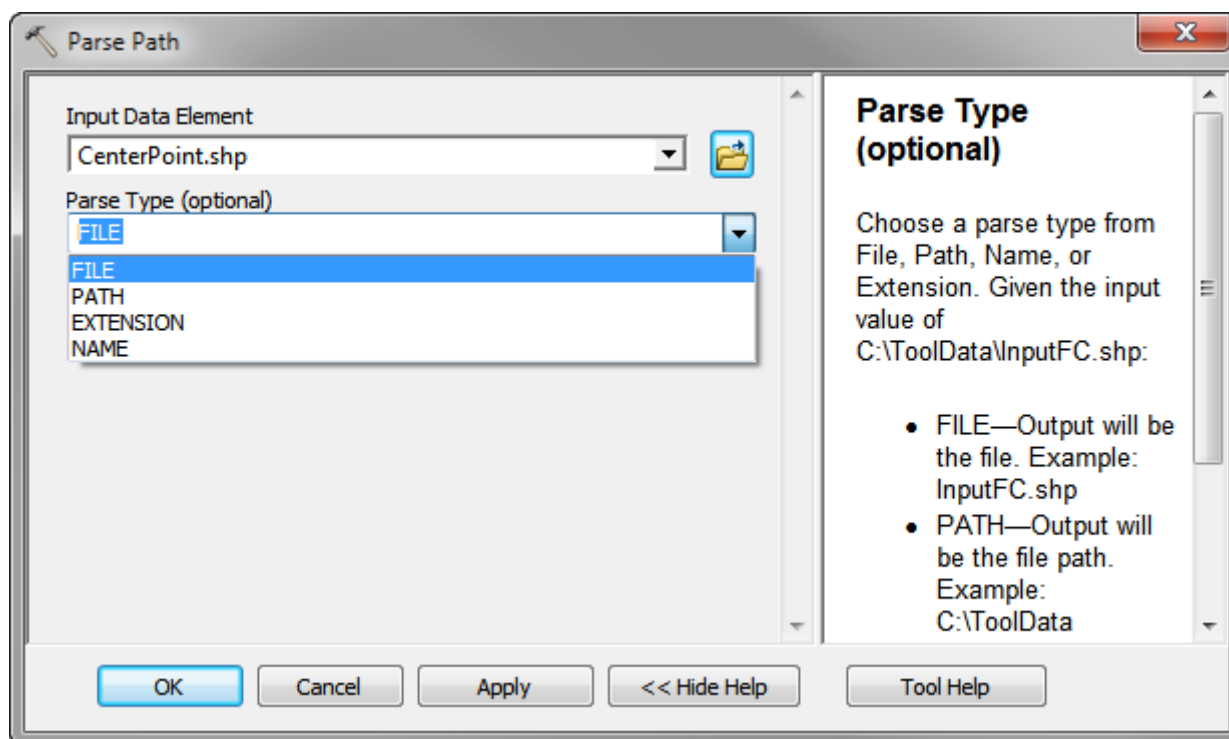 Parse Path
Input Data Element
CenterPoint.shp
Parse Type (optional)
FILE
FILE
PATH
EXTENSION
NAME
Parse Type
(optional)
Choose a parse type from
File, Path, Name, or
Extension. Given the input
value of
C:\ToolData\InputFC.shp:
• FILE—Output will be
the file. Example:
InputFC.shp
• PATH—Output will
be the file path.
Example:
C:\ToolData
OK
Cancel
Apply
<< Hide Help
Tool Help